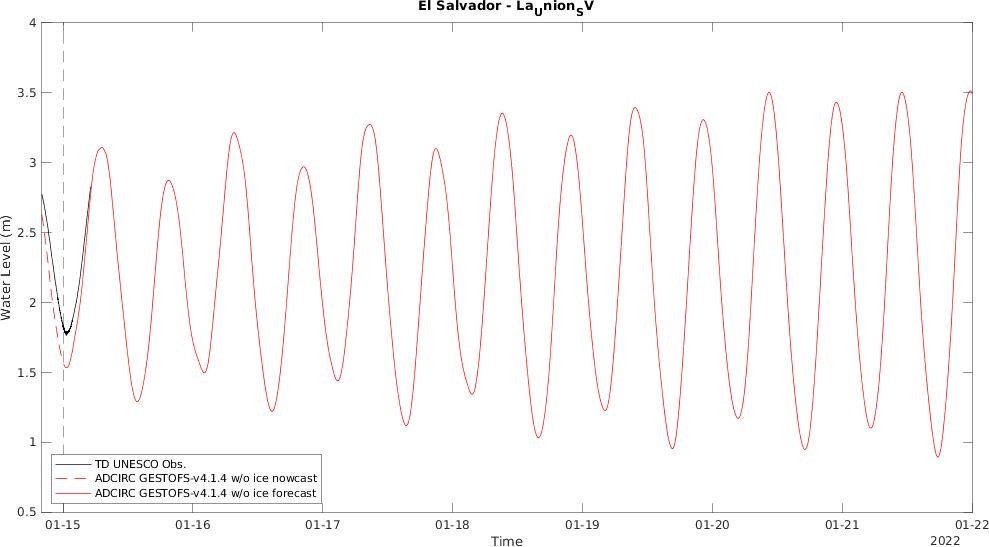 El Salvador - LaUnionSV
4
3.5
3
2.5
2
1.5
1
0.5
Water Level (m)
TD UNESCO Obs.
ADCIRC GESTOFS-v4.1.4 w/o ice nowcast
ADCIRC GESTOFS-v4.1.4 w/o ice forecast
01-15 01-16 01-17 01-18 01-19 01-20 01-21 01-22
Time
2022